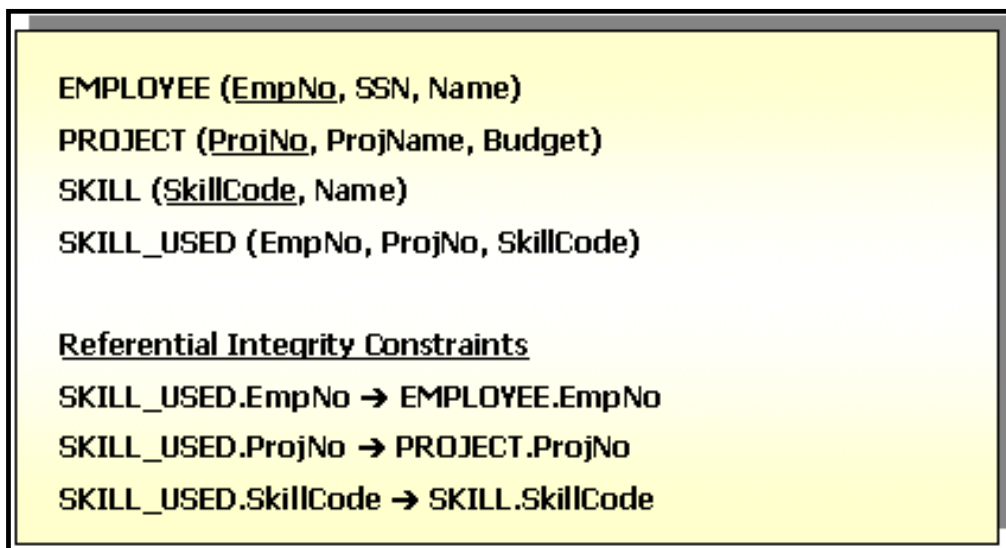 EMPLOYEE (EmpNo, SSN, Name)
PROJECT (ProjNo, ProjName, Budget)
SKILL (SkillCode, Name)
SKILL_USED (EmpNo, ProjNo, SkillCode)
Referential Integrity Constraints
SKILL_USED.EmpNo → EMPLOYEE.EmpNo
SKILL_USED.ProjNo → PROJECT.ProjNo
SKILL_USED.SkillCode → SKILL.SkillCode